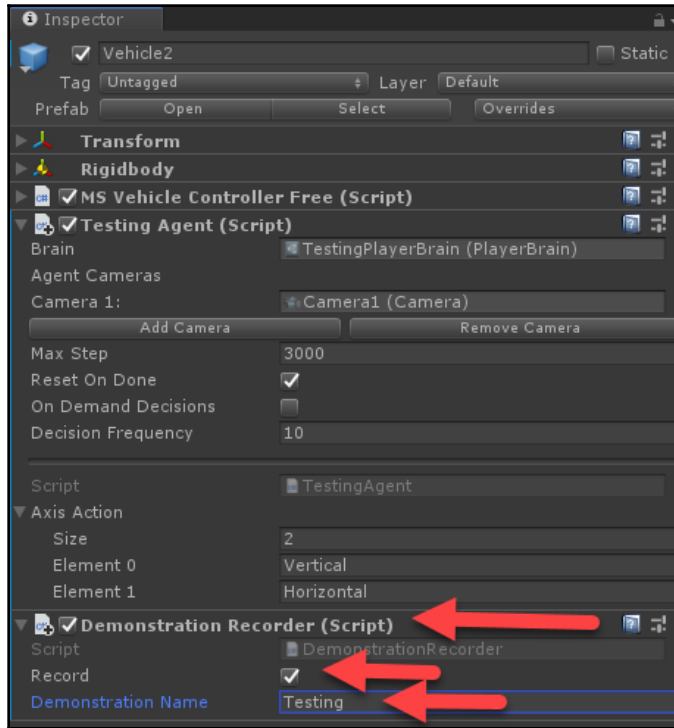 Inspector
Vehicle2 Static
Tag Untagged Layer Default
Prefab Open Select Overrides
Transform
Rigidbody
MS Vehicle Controller Free (Script)
Testing Agent (Script)
Brain TestingPlayerBrain (PlayerBrain)
Agent Cameras
Camera 1: Camera1 (Camera)
Add Camera Remove Camera
Max Step 3000
Reset On Done
On Demand Decisions
Decision Frequency 10
Script TestingAgent
Axis Action
Size 2
Element 0 Vertical
Element 1 Horizontal
Demonstration Recorder (Script)
Script DemonstrationRecorder
Record
Demonstration Name Testing